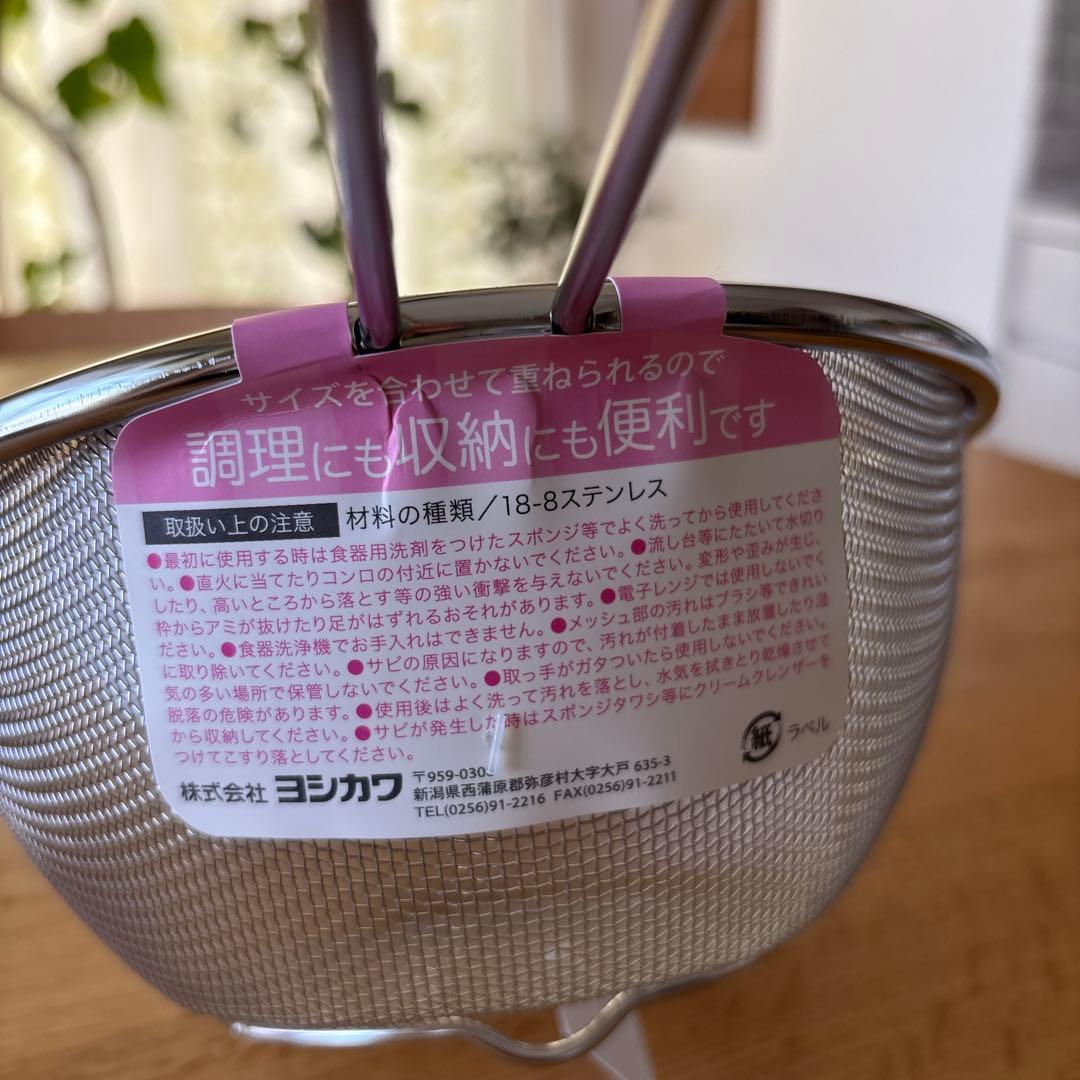 サイズを合わせて重ねられるので
調理にも収納にも便利です
取扱い上の注意 材料の種類／18-8ステンレス
●最初に使用する時は食器用洗剤をつけたスポンジ等でよく洗ってから使用してくださ
い。●直火に当てたりコンロの付近に置かないでください。●流し台等にたたいて水切り
したり、高いところから落とす等の強い衝撃を与えないでください。変形や歪みが生じ、
枠からアミが抜けたり足がはずれるおそれがあります。●電子レンジでは使用しないでく
ださい。●食器洗浄機でお手入れはできません。●メッシュ部の汚れはブラシ等できれい
に取り除いてください。●サビの原因になりますので、汚れが付着したまま放置したり湿
気の多い場所で保管しないでください。●取っ手がガタついたら使用しないでください。
脱落の危険があります。●使用後はよく洗って汚れを落とし、水気を拭きとり乾燥させて
から収納してください。●サビが発生した時はスポンジタワシ等にクリームクレンザーを
つけてこすり落としてください。
紙 ラベル
株式会社 ヨシカワ
〒959-030
新潟県西蒲原郡弥彦村大字大戸 635-3
TEL(0256)91-2216 FAX(0256)91-2211